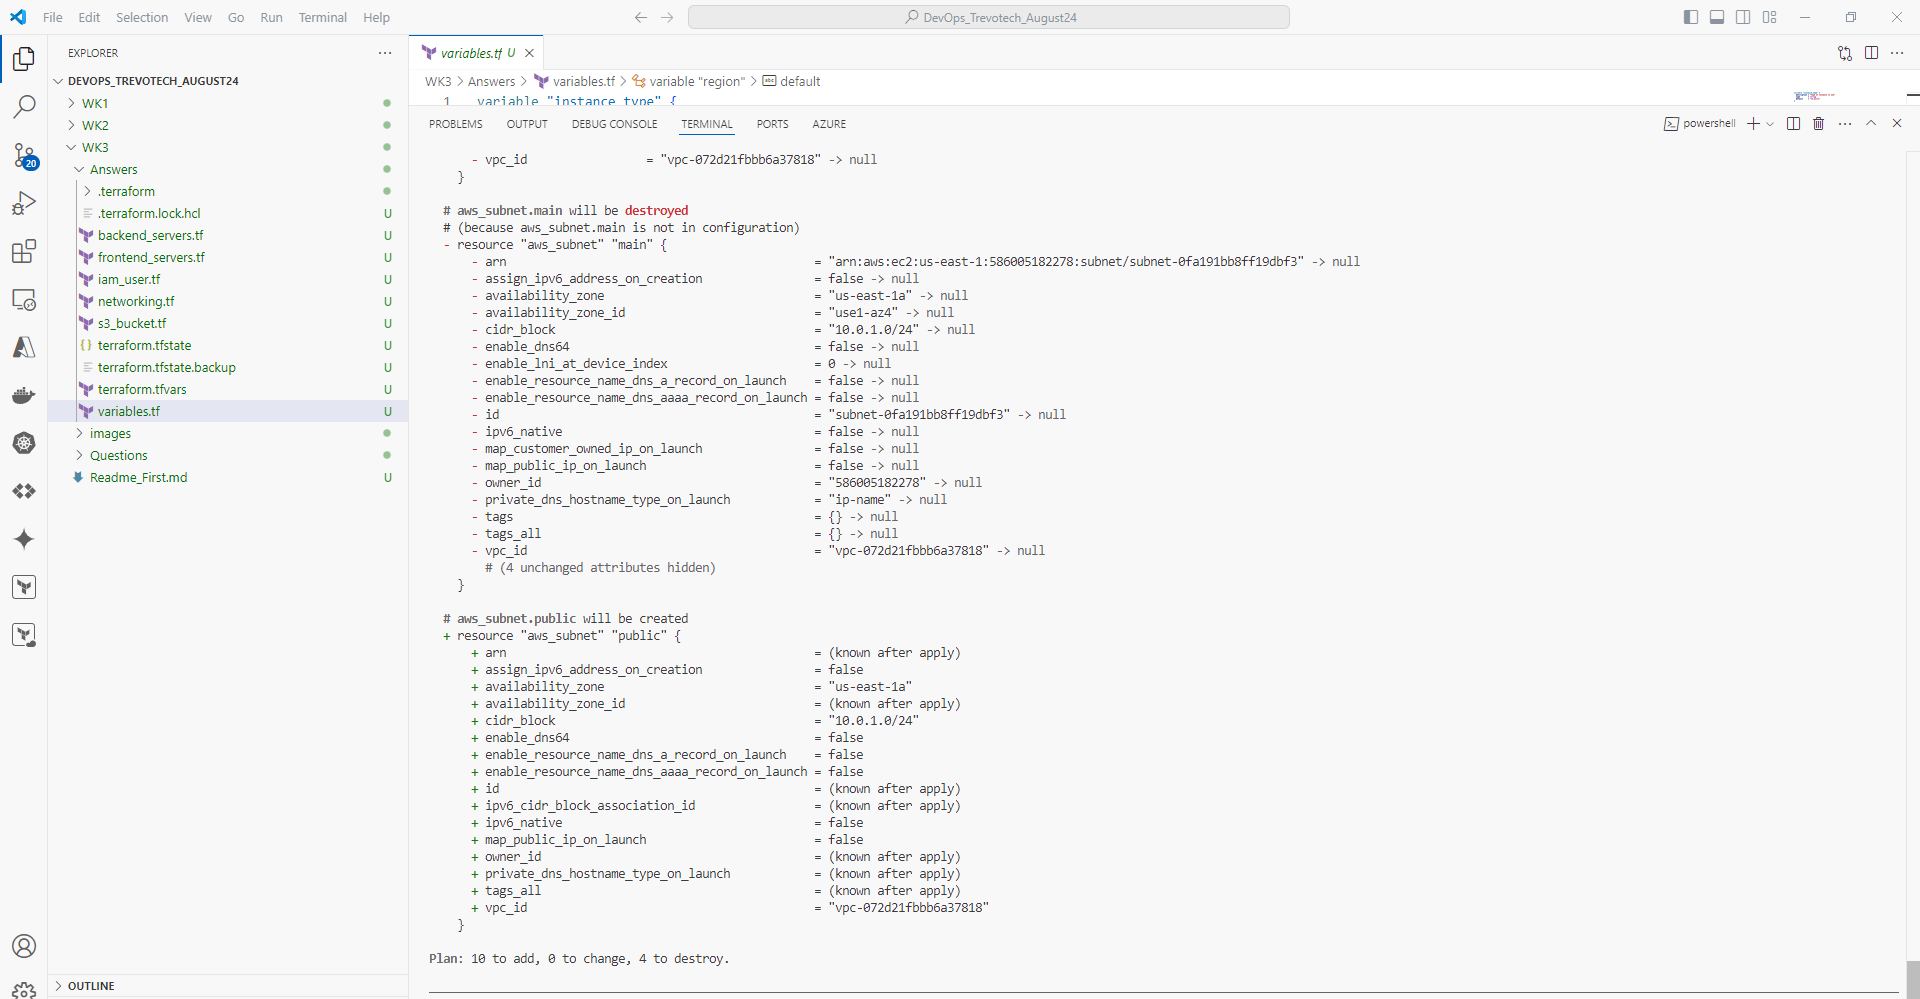 File Edit Selection View Go Run Terminal Help
DevOps_Trevotech_August24
EXPLORER
DEVOPS_TREVOTECH_AUGUST24
WK1
WK2
WK3
Answers
.terraform
.terraform.lock.hcl U
backend_servers.tf U
frontend_servers.tf U
iam_user.tf U
networking.tf U
s3_bucket.tf U
{} terraform.tfstate U
terraform.tfstate.backup U
terraform.tfvars U
variables.tf U
images
Questions
Readme_First.md U
OUTLINE
20
variables.tf U
WK3 > Answers > variables.tf > variable "region" > default
1 variable "instance_type" {
PROBLEMS OUTPUT DEBUG CONSOLE TERMINAL PORTS AZURE
powershell
- vpc_id = "vpc-072d21fbbb6a37818" -> null
}
# aws_subnet.main will be destroyed
# (because aws_subnet.main is not in configuration)
- resource "aws_subnet" "main" {
- arn = "arn:aws:ec2:us-east-1:586005182278:subnet/subnet-0fa191bb8ff19dbf3" -> null
- assign_ipv6_address_on_creation = false -> null
- availability_zone = "us-east-1a" -> null
- availability_zone_id = "use1-az4" -> null
- cidr_block = "10.0.1.0/24" -> null
- enable_dns64 = false -> null
- enable_lni_at_device_index = 0 -> null
- enable_resource_name_dns_a_record_on_launch = false -> null
- enable_resource_name_dns_aaaa_record_on_launch = false -> null
- id = "subnet-0fa191bb8ff19dbf3" -> null
- ipv6_native = false -> null
- map_customer_owned_ip_on_launch = false -> null
- map_public_ip_on_launch = false -> null
- owner_id = "586005182278" -> null
- private_dns_hostname_type_on_launch = "ip-name" -> null
- tags = {} -> null
- tags_all = {} -> null
- vpc_id = "vpc-072d21fbbb6a37818" -> null
# (4 unchanged attributes hidden)
}
# aws_subnet.public will be created
+ resource "aws_subnet" "public" {
+ arn = (known after apply)
+ assign_ipv6_address_on_creation = false
+ availability_zone = "us-east-1a"
+ availability_zone_id = (known after apply)
+ cidr_block = "10.0.1.0/24"
+ enable_dns64 = false
+ enable_resource_name_dns_a_record_on_launch = false
+ enable_resource_name_dns_aaaa_record_on_launch = false
+ id = (known after apply)
+ ipv6_cidr_block_association_id = (known after apply)
+ ipv6_native = false
+ map_public_ip_on_launch = false
+ owner_id = (known after apply)
+ private_dns_hostname_type_on_launch = (known after apply)
+ tags_all = (known after apply)
+ vpc_id = "vpc-072d21fbbb6a37818"
}
Plan: 10 to add, 0 to change, 4 to destroy.